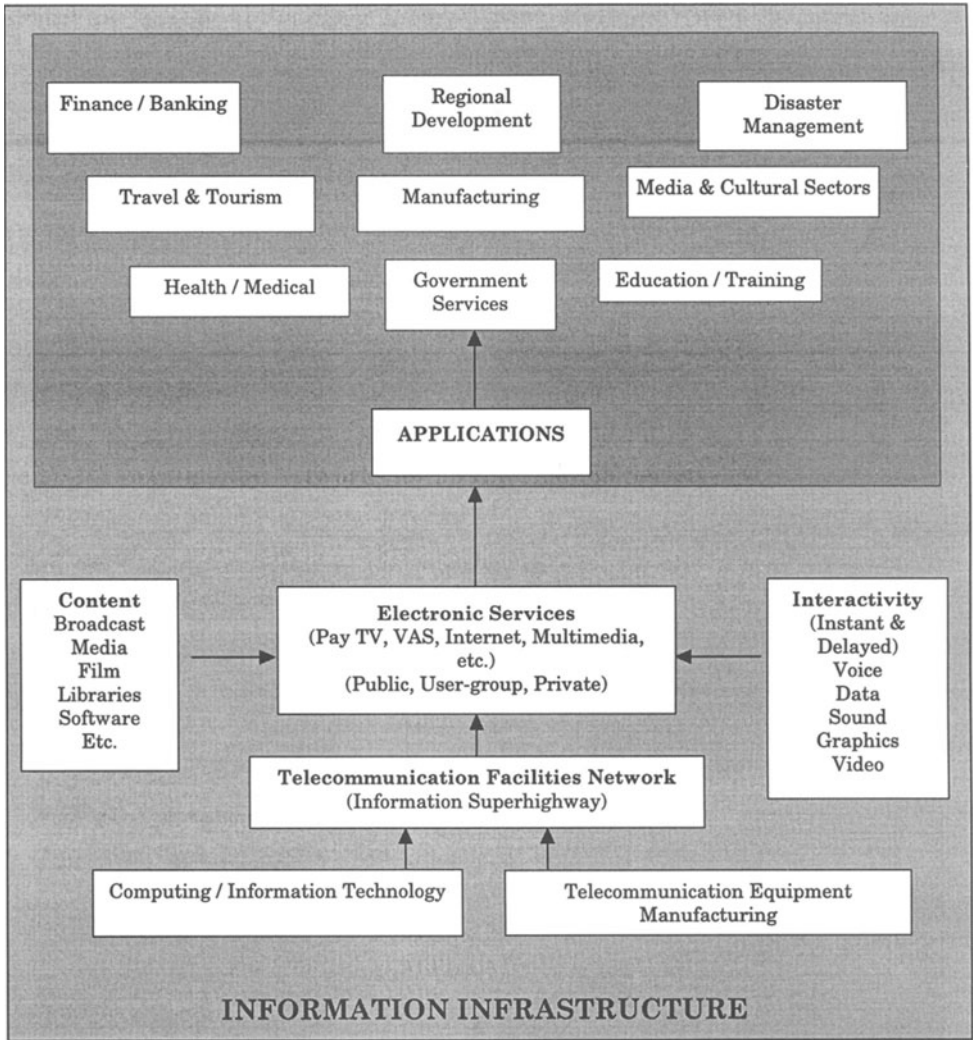 Finance / Banking
Regional
Development
Disaster
Management
Travel & Tourism
Manufacturing
Media & Cultural Sectors
Health / Medical
Government
Services
Education / Training
APPLICATIONS
Content
Broadcast
Media
Film
Libraries
Software
Etc.
Electronic Services
(Pay TV, VAS, Internet, Multimedia,
etc.)
(Public, User-group, Private)
Interactivity
(Instant &
Delayed)
Voice
Data
Sound
Graphics
Video
Telecommunication Facilities Network
(Information Superhighway)
Computing / Information Technology
Telecommunication Equipment
Manufacturing
INFORMATION INFRASTRUCTURE